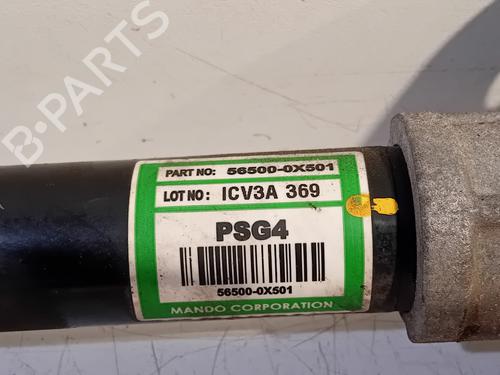 B-PARTS
PART NO: 56500-0X501
LOT NO: ICV3A 369
PSG4
56500-0X501
MANDO CORPORATION